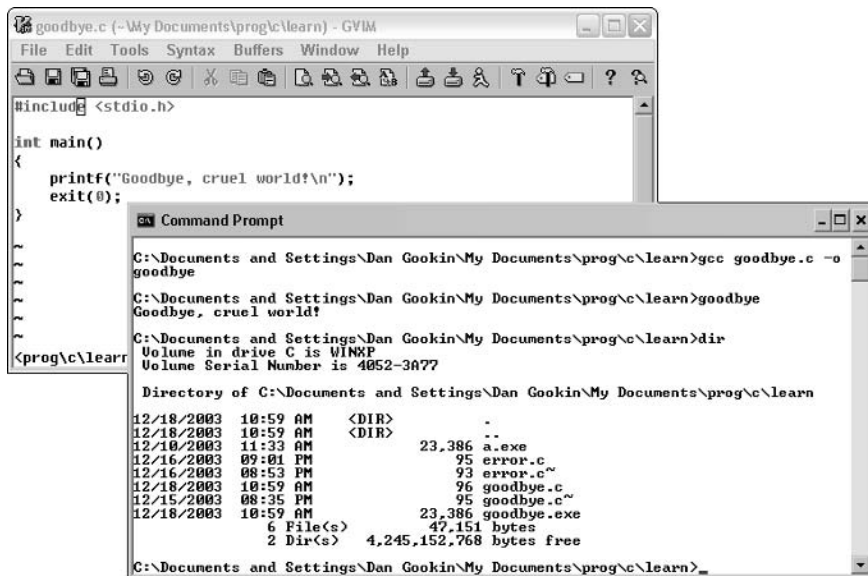 goodbye.c (~\My Documents\prog\c\learn) - GVIM
File Edit Tools Syntax Buffers Window Help
#include <stdio.h>
int main()
{
printf("Goodbye, cruel world!\n");
exit(0);
}
~
~
~
~
~
~
<prog\c\learn
Command Prompt
C:\Documents and Settings\Dan Gookin\My Documents\prog\c\learn>gcc goodbye.c -o
goodbye
C:\Documents and Settings\Dan Gookin\My Documents\prog\c\learn>goodbye
Goodbye, cruel world!
C:\Documents and Settings\Dan Gookin\My Documents\prog\c\learn>dir
Volume in drive C is WINXP
Volume Serial Number is 4052-3A77
Directory of C:\Documents and Settings\Dan Gookin\My Documents\prog\c\learn
12/18/2003 10:59 AM <DIR> .
12/18/2003 10:59 AM <DIR> ..
12/10/2003 11:33 AM 23,386 a.exe
12/16/2003 09:01 PM 95 error.c
12/16/2003 08:53 PM 93 error.c~
12/18/2003 10:59 AM 96 goodbye.c
12/15/2003 08:35 PM 95 goodbye.c~
12/18/2003 10:59 AM 23,386 goodbye.exe
6 File(s) 47,151 bytes
2 Dir(s) 4,245,152,768 bytes free
C:\Documents and Settings\Dan Gookin\My Documents\prog\c\learn>_